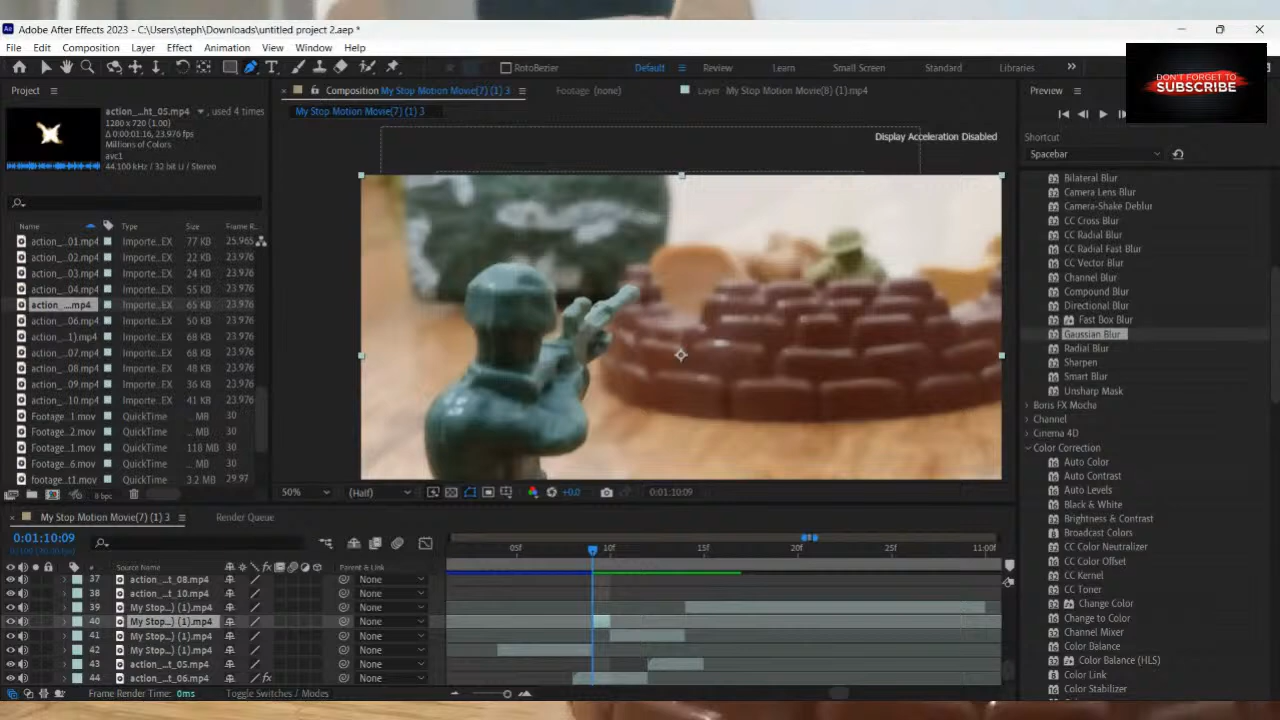 Adobe After Effects 2023 - C:\Users\steph\Downloads\untitled project 2.aep *
File Edit Composition Layer Effect Animation View Window Help
RotoBezier Default Review Learn Small Screen Standard Libraries
DON'T FORGET TO
SUBSCRIBE
Project
action_...ht_05.mp4 , used 4 times
1280 x 720 (1.00)
Δ 0:00:01:16, 23.976 fps
Millions of Colors
avc1
44.100 kHz / 32 bit U / Stereo
Name Type Size Frame R..
action_...01.mp4 Importe...EX 77 KB 25.965
action_...02.mp4 Importe...EX 22 KB 23.976
action_...03.mp4 Importe...EX 24 KB 23.976
action_...04.mp4 Importe...EX 55 KB 23.976
action_....mp4 Importe...EX 65 KB 23.976
action_...06.mp4 Importe...EX 50 KB 23.976
action_...1).mp4 Importe...EX 38 KB 23.976
action_...07.mp4 Importe...EX 38 KB 23.976
action_...08.mp4 Importe...EX 48 KB 23.976
action_...09.mp4 Importe...EX 36 KB 23.976
action_...10.mp4 Importe...EX 41 KB 23.976
Footage...1.mov QuickTime ... MB 30
Footage...2.mov QuickTime ... MB 30
Footage...1.mov QuickTime 116 MB 30
Footage...6.mov QuickTime ... MB 30
footage...t1.mov QuickTime 3.2 MB 29.97
8 bpc
Composition My Stop Motion Movie(7) (1) 3
Footage (none)
Layer My Stop Motion Movie(8) (1).mp4
My Stop Motion Movie(7) (1) 3
Display Acceleration Disabled
50% (Half) +0.0 0:01:10:09
Preview
Shortcut
Spacebar
Bilateral Blur
Camera Lens Blur
Camera-Shake Deblur
CC Cross Blur
CC Radial Blur
CC Radial Fast Blur
CC Vector Blur
Channel Blur
Compound Blur
Directional Blur
Fast Box Blur
Gaussian Blur
Radial Blur
Sharpen
Smart Blur
Unsharp Mask
Boris FX Mocha
Channel
Cinema 4D
Color Correction
Auto Color
Auto Contrast
Auto Levels
Black & White
Brightness & Contrast
Broadcast Colors
CC Color Neutralizer
CC Color Offset
CC Kernel
CC Toner
Change Color
Change to Color
Channel Mixer
Color Balance
Color Balance (HLS)
Color Link
Color Stabilizer
My Stop Motion Movie(7) (1) 3 Render Queue
0:01:10:09
05f 10f 15f 20f 11:00f
# Source Name Parent & Link
37 action_...t_08.mp4 None
38 action_...t_10.mp4 None
39 My Stop...) (1).mp4 None
40 My Stop...) (1).mp4 None
41 My Stop...) (1).mp4 None
42 My Stop...) (1).mp4 None
43 action_...t_05.mp4 None
44 action_...t_06.mp4 fx None
Frame Render Time: 0ms Toggle Switches / Modes